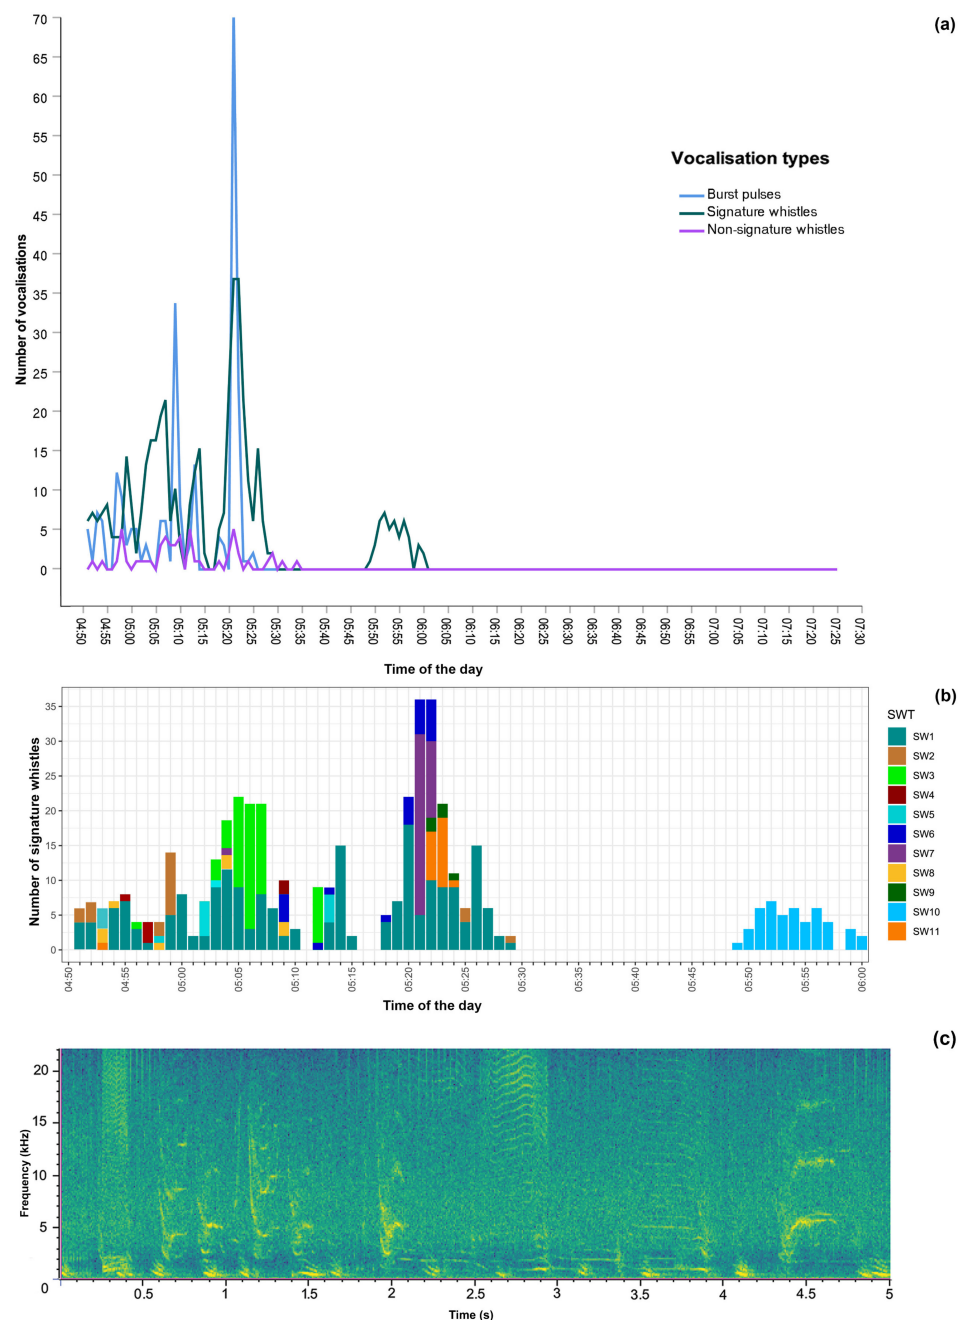 (a)
70
65
60
55
50
45
40
35
30
25
20
15
10
5
0
Number of vocalisations
Vocalisation types
Burst pulses
Signature whistles
Non-signature whistles
04:50 04:55 05:00 05:05 05:10 05:15 05:20 05:25 05:30 05:35 05:40 05:45 05:50 05:55 06:00 06:05 06:10 06:15 06:20 06:25 06:30 06:35 06:40 06:45 06:50 06:55 07:00 07:05 07:10 07:15 07:20 07:25 07:30
Time of the day
(b)
35
30
25
20
15
10
5
0
Number of signature whistles
SWT
SW1
SW2
SW3
SW4
SW5
SW6
SW7
SW8
SW9
SW10
SW11
04:50 04:55 05:00 05:05 05:10 05:15 05:20 05:25 05:30 05:35 05:40 05:45 05:50 05:55 06:00
Time of the day
(c)
20
15
10
5
0
Frequency (kHz)
0.5 1 1.5 2 2.5 3 3.5 4 4.5 5
Time (s)